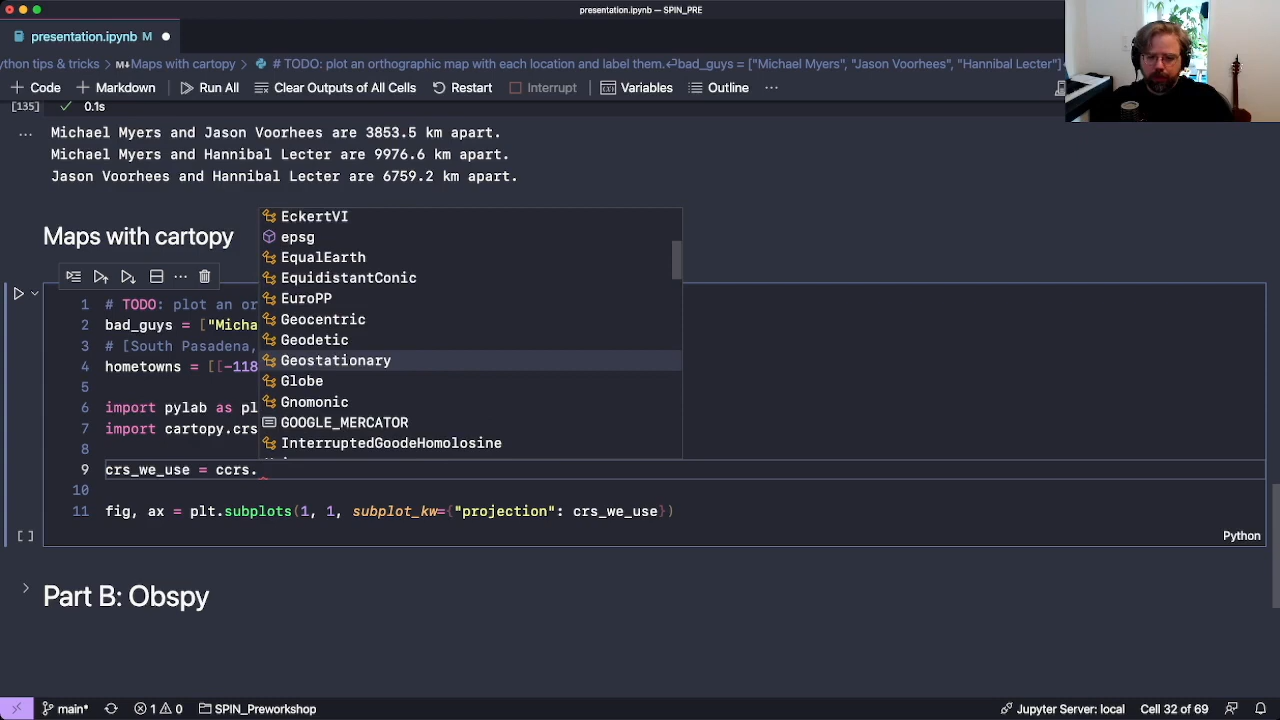 presentation.ipynb — SPIN_PRE
presentation.ipynb M
ython tips & tricks > Maps with cartopy > # TODO: plot an orthographic map with each location and label them.↵bad_guys = ["Michael Myers", "Jason Voorhees", "Hannibal Lecter"]
Code Markdown Run All Clear Outputs of All Cells Restart Interrupt Variables Outline ...
[135] 0.1s
... Michael Myers and Jason Voorhees are 3853.5 km apart.
Michael Myers and Hannibal Lecter are 9976.6 km apart.
Jason Voorhees and Hannibal Lecter are 6759.2 km apart.
Maps with cartopy
EckertVI
epsg
EqualEarth
EquidistantConic
EuroPP
Geocentric
Geodetic
Geostationary
Globe
Gnomonic
GOOGLE_MERCATOR
InterruptedGoodeHomolosine
1 # TODO: plot an or
2 bad_guys = ["Micha
3 # [South Pasadena,
4 hometowns = [[-118
5
6 import pylab as pl
7 import cartopy.crs
8
9 crs_we_use = ccrs.
10
11 fig, ax = plt.subplots(1, 1, subplot_kw={"projection": crs_we_use})
[ ] Python
Part B: Obspy
main* 1 0 SPIN_Preworkshop Jupyter Server: local Cell 32 of 69